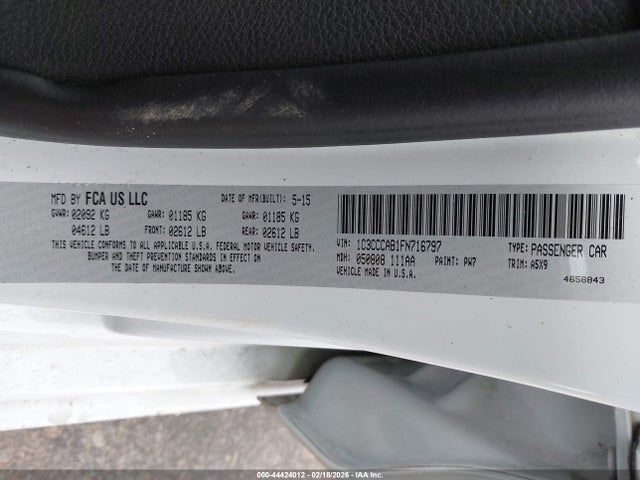 MFD BY FCA US LLC DATE OF MFR(BUILT): 5-15
GVWR: 02092 KG GAWR: 01185 KG GAWR: 01185 KG
04612 LB FRONT: 02612 LB REAR: 02612 LB
THIS VEHICLE CONFORMS TO ALL APPLICABLE U.S.A. FEDERAL MOTOR VEHICLE SAFETY,
BUMPER AND THEFT PREVENTION STANDARDS IN EFFECT ON
THE DATE OF MANUFACTURE SHOWN ABOVE.
VIN: 1C3CCCAB1FN716797 TYPE: PASSENGER CAR
MDH: 050808 111AA PAINT: PW7 TRIM: A5X9
VEHICLE MADE IN U.S.A. 4658843
000-44424012 - 02/18/2026 - IAA Inc.